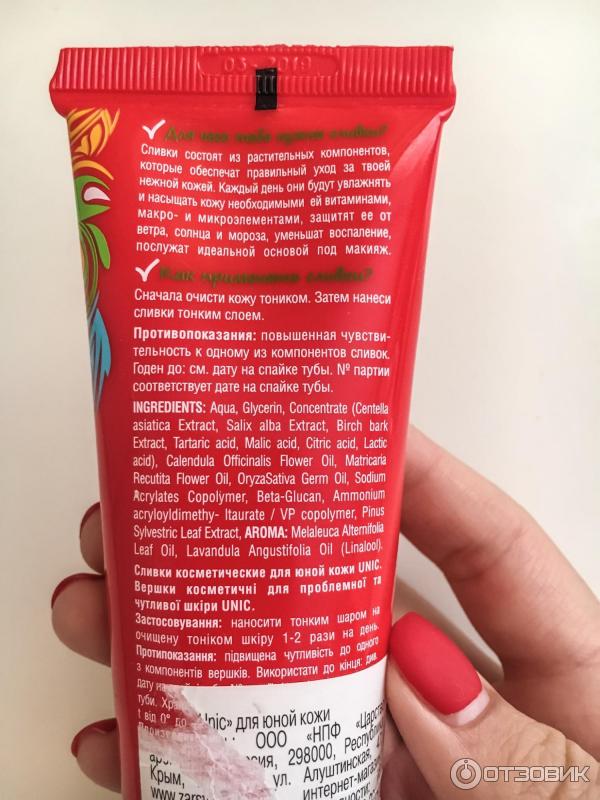 03-2019
Для чего тебе нужны сливки?
Сливки состоят из растительных компонентов,
которые обеспечат правильный уход за твоей
нежной кожей. Каждый день они будут увлажнять
и насыщать кожу необходимыми ей витаминами,
макро- и микроэлементами, защитят ее от
ветра, солнца и мороза, уменьшат воспаление,
послужат идеальной основой под макияж.
Как применять сливки?
Сначала очисти кожу тоником. Затем нанеси
сливки тонким слоем.
Противопоказания: повышенная чувстви-
тельность к одному из компонентов сливок.
Годен до: см. дату на спайке тубы. № партии
соответствует дате на спайке тубы.
INGREDIENTS: Aqua, Glycerin, Concentrate (Centella
asiatica Extract, Salix alba Extract, Birch bark
Extract, Tartaric acid, Malic acid, Citric acid, Lactic
acid), Calendula Officinalis Flower Oil, Matricaria
Recutita Flower Oil, OryzaSativa Germ Oil, Sodium
Acrylates Copolymer, Beta-Glucan, Ammonium
acryloyldimethy- ltaurate / VP copolymer, Pinus
Sylvestric Leaf Extract, AROMA: Melaleuca Alternifolia
Leaf Oil, Lavandula Angustifolia Oil (Linalool).
Сливки косметические для юной кожи UNIC.
Вершки косметичні для проблемної та
чутливої шкіри UNIC.
Застосовування: наносити тонким шаром на
очищену тоніком шкіру 1-2 рази на день.
Протипоказання: підвищена чутливість до одного
з компонентів вершків. Використати до кінця: див.
дату на
туби.
t від 0° до «Unic» для юной кожи
ООО «НПФ «Царство
298000, Республика
Крым, ул. Алуштинская,
интернет-магаз
ОТЗОВИК